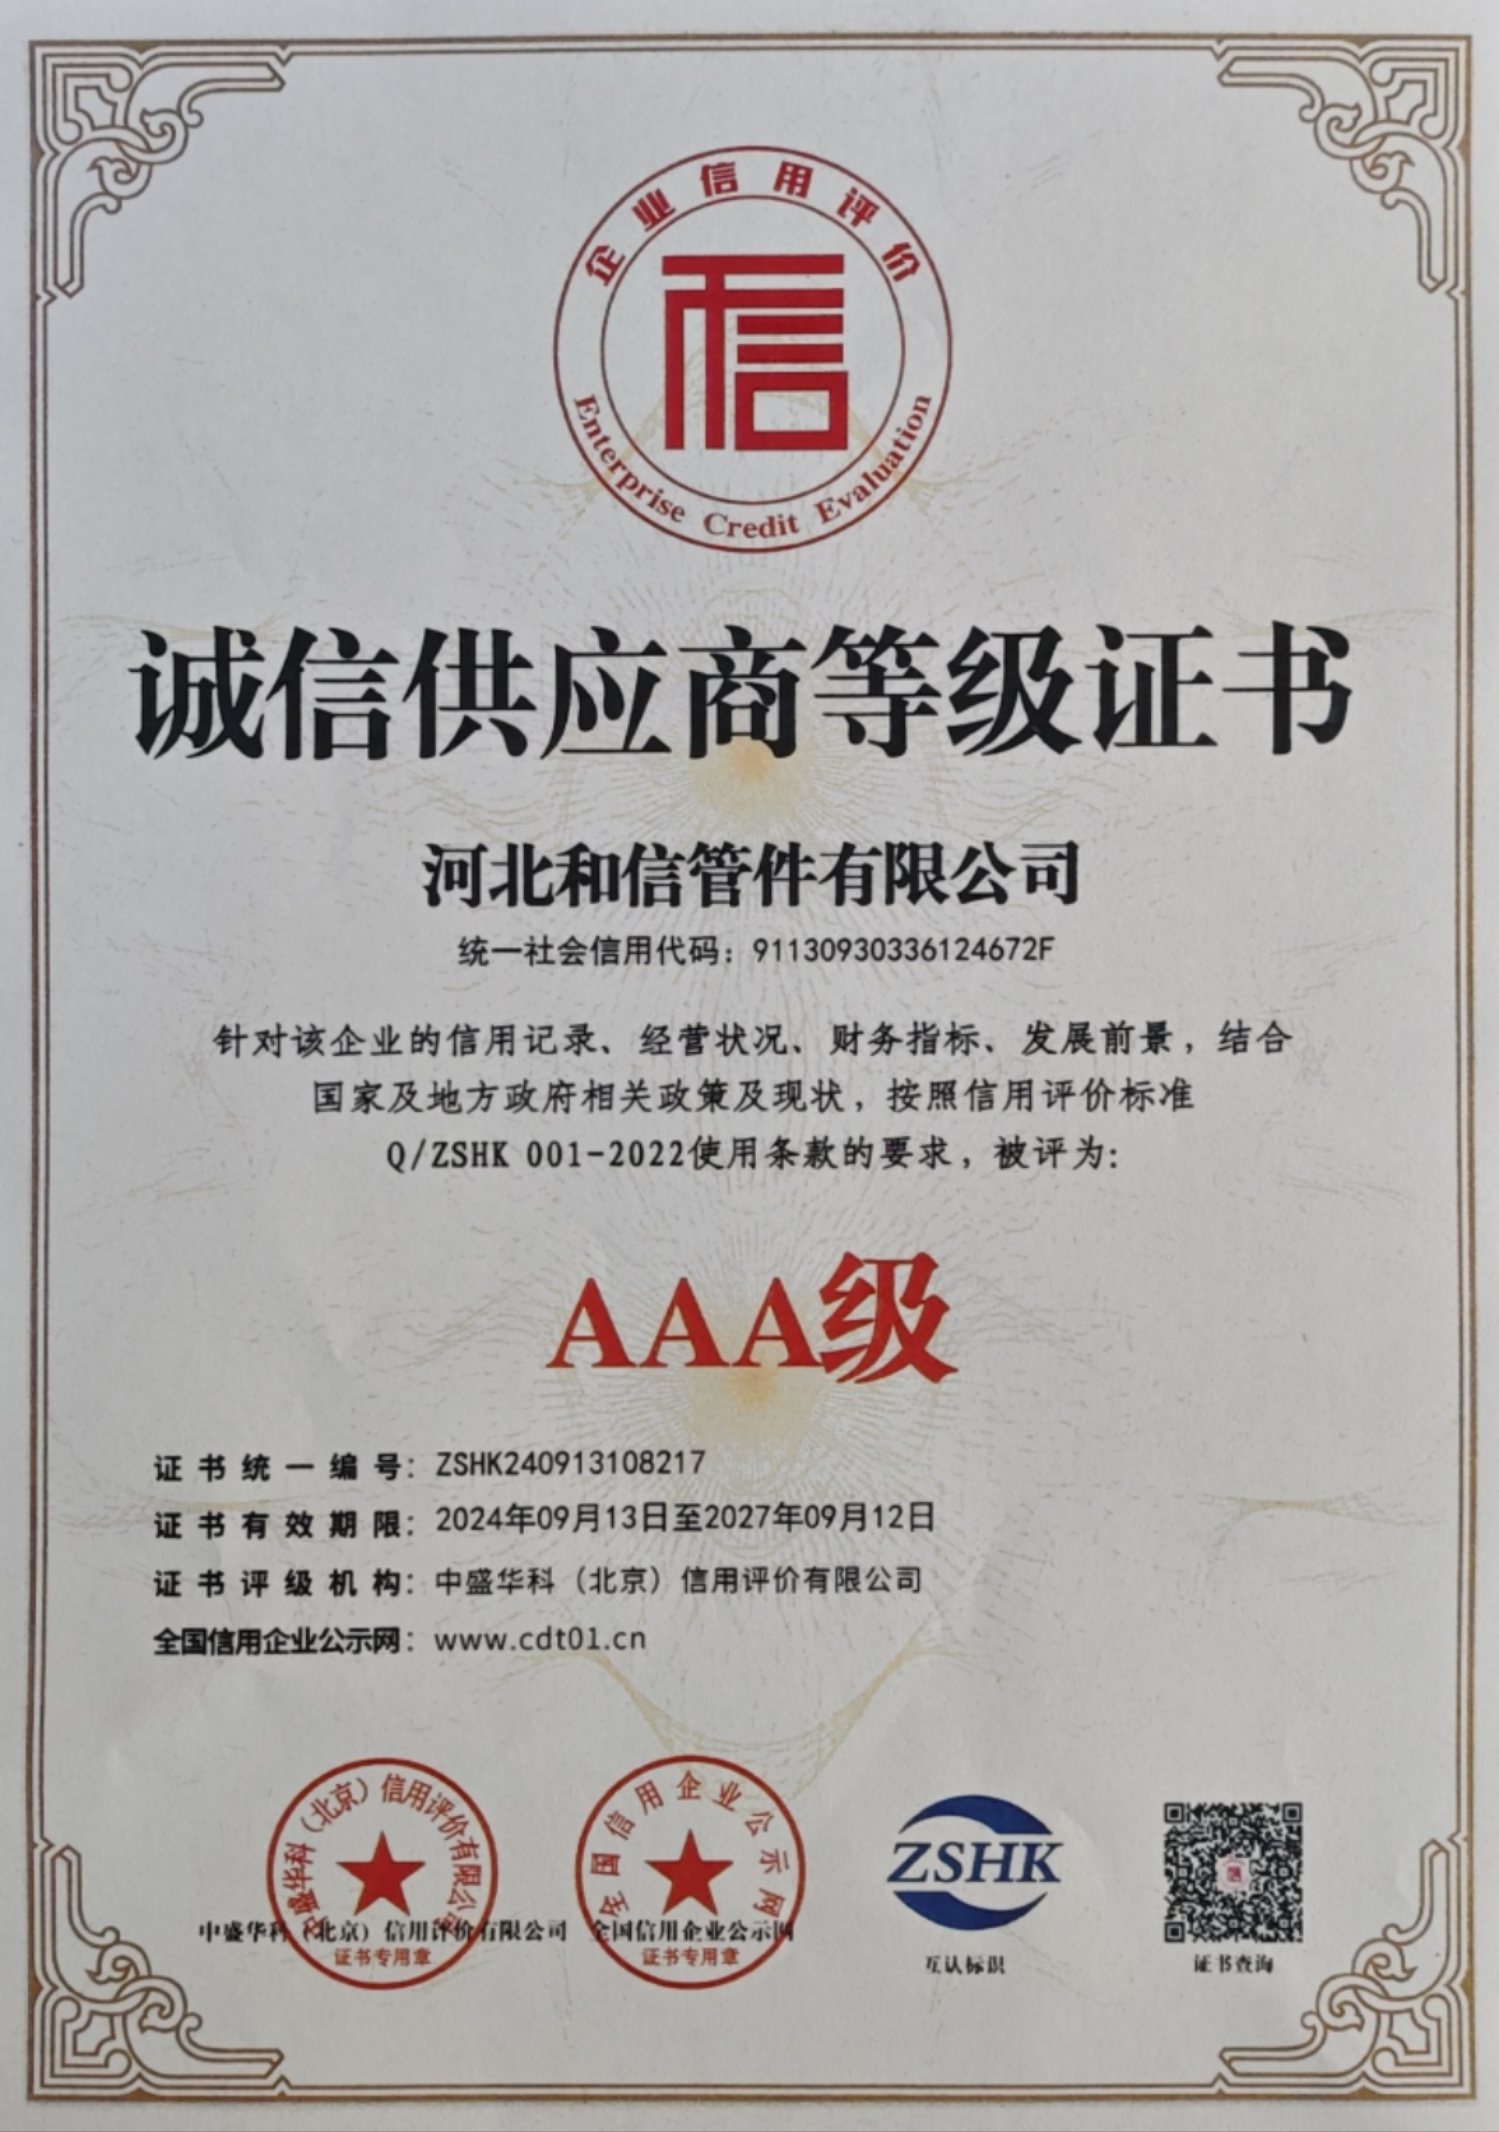 企业信用评价
信
Enterprise Credit Evaluation
诚信供应商等级证书
河北和信管件有限公司
统一社会信用代码：91130930336124672F
针对该企业的信用记录、经营状况、财务指标、发展前景，结合
国家及地方政府相关政策及现状，按照信用评价标准
Q/ZSHK 001-2022使用条款的要求，被评为：
AAA级
证书统一编号：ZSHK240913108217
证书有效期限：2024年09月13日至2027年09月12日
证书评级机构：中盛华科（北京）信用评价有限公司
全国信用企业公示网：www.cdt01.cn
中盛华科（北京）信用评价有限公司
中盛华科（北京）信用评价有限公司
证书专用章
全国信用企业公示网
全国信用企业公示网
证书专用章
ZSHK
互认标识
证书查询